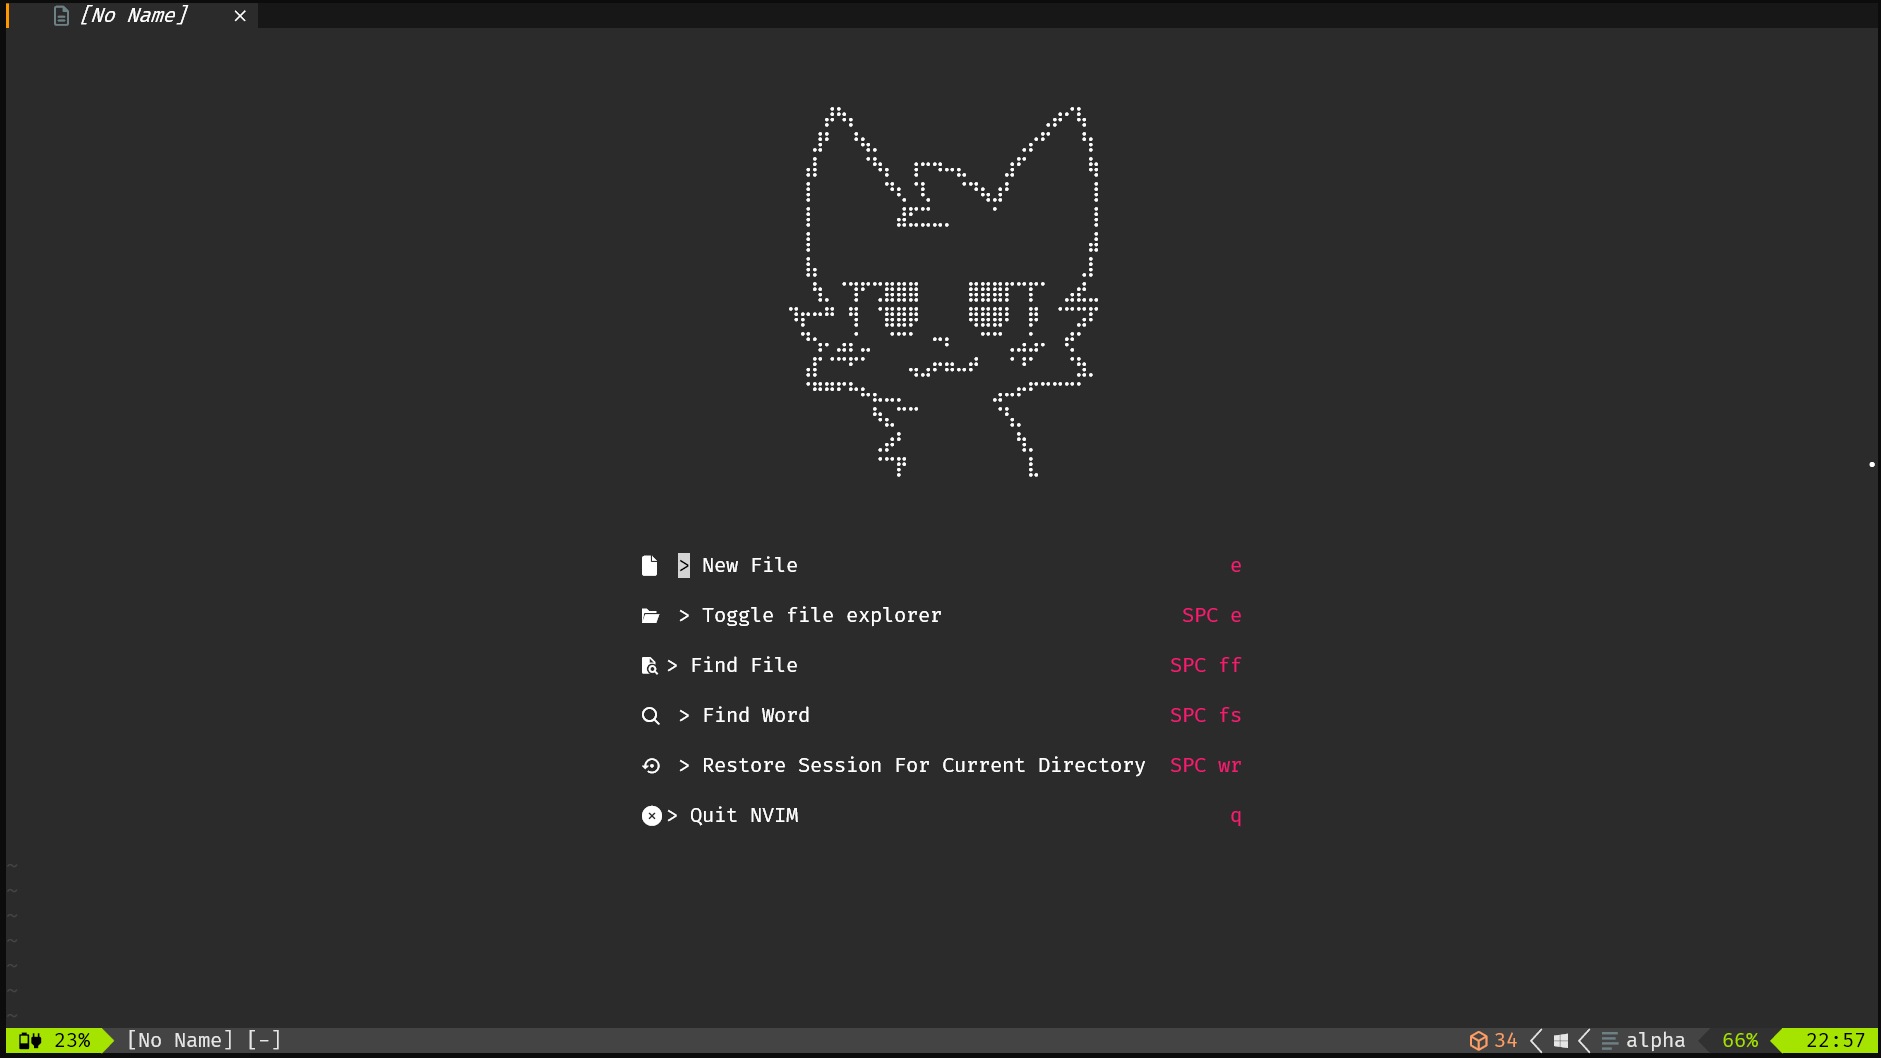 [No Name] ×
> New File e
> Toggle file explorer SPC e
> Find File SPC ff
> Find Word SPC fs
> Restore Session For Current Directory SPC wr
> Quit NVIM q
~
~
~
~
~
~
~
23% [No Name] [-] 34 alpha 66% 22:57